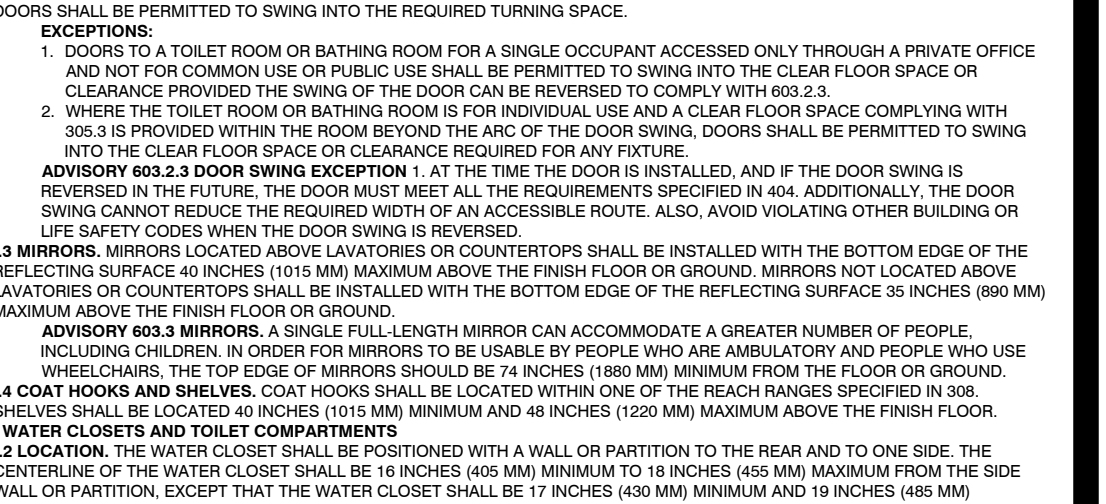 DOORS SHALL BE PERMITTED TO SWING INTO THE REQUIRED TURNING SPACE.
EXCEPTIONS:
1. DOORS TO A TOILET ROOM OR BATHING ROOM FOR A SINGLE OCCUPANT ACCESSED ONLY THROUGH A PRIVATE OFFICE
AND NOT FOR COMMON USE OR PUBLIC USE SHALL BE PERMITTED TO SWING INTO THE CLEAR FLOOR SPACE OR
CLEARANCE PROVIDED THE SWING OF THE DOOR CAN BE REVERSED TO COMPLY WITH 603.2.3.
2. WHERE THE TOILET ROOM OR BATHING ROOM IS FOR INDIVIDUAL USE AND A CLEAR FLOOR SPACE COMPLYING WITH
305.3 IS PROVIDED WITHIN THE ROOM BEYOND THE ARC OF THE DOOR SWING, DOORS SHALL BE PERMITTED TO SWING
INTO THE CLEAR FLOOR SPACE OR CLEARANCE REQUIRED FOR ANY FIXTURE.
ADVISORY 603.2.3 DOOR SWING EXCEPTION 1. AT THE TIME THE DOOR IS INSTALLED, AND IF THE DOOR SWING IS
REVERSED IN THE FUTURE, THE DOOR MUST MEET ALL THE REQUIREMENTS SPECIFIED IN 404. ADDITIONALLY, THE DOOR
SWING CANNOT REDUCE THE REQUIRED WIDTH OF AN ACCESSIBLE ROUTE. ALSO, AVOID VIOLATING OTHER BUILDING OR
LIFE SAFETY CODES WHEN THE DOOR SWING IS REVERSED.
.3 MIRRORS. MIRRORS LOCATED ABOVE LAVATORIES OR COUNTERTOPS SHALL BE INSTALLED WITH THE BOTTOM EDGE OF THE
REFLECTING SURFACE 40 INCHES (1015 MM) MAXIMUM ABOVE THE FINISH FLOOR OR GROUND. MIRRORS NOT LOCATED ABOVE
LAVATORIES OR COUNTERTOPS SHALL BE INSTALLED WITH THE BOTTOM EDGE OF THE REFLECTING SURFACE 35 INCHES (890 MM)
MAXIMUM ABOVE THE FINISH FLOOR OR GROUND.
ADVISORY 603.3 MIRRORS. A SINGLE FULL-LENGTH MIRROR CAN ACCOMMODATE A GREATER NUMBER OF PEOPLE,
INCLUDING CHILDREN. IN ORDER FOR MIRRORS TO BE USABLE BY PEOPLE WHO ARE AMBULATORY AND PEOPLE WHO USE
WHEELCHAIRS, THE TOP EDGE OF MIRRORS SHOULD BE 74 INCHES (1880 MM) MINIMUM FROM THE FLOOR OR GROUND.
.4 COAT HOOKS AND SHELVES. COAT HOOKS SHALL BE LOCATED WITHIN ONE OF THE REACH RANGES SPECIFIED IN 308.
SHELVES SHALL BE LOCATED 40 INCHES (1015 MM) MINIMUM AND 48 INCHES (1220 MM) MAXIMUM ABOVE THE FINISH FLOOR.
WATER CLOSETS AND TOILET COMPARTMENTS
.2 LOCATION. THE WATER CLOSET SHALL BE POSITIONED WITH A WALL OR PARTITION TO THE REAR AND TO ONE SIDE. THE
CENTERLINE OF THE WATER CLOSET SHALL BE 16 INCHES (405 MM) MINIMUM TO 18 INCHES (455 MM) MAXIMUM FROM THE SIDE
WALL OR PARTITION, EXCEPT THAT THE WATER CLOSET SHALL BE 17 INCHES (430 MM) MINIMUM AND 19 INCHES (485 MM)